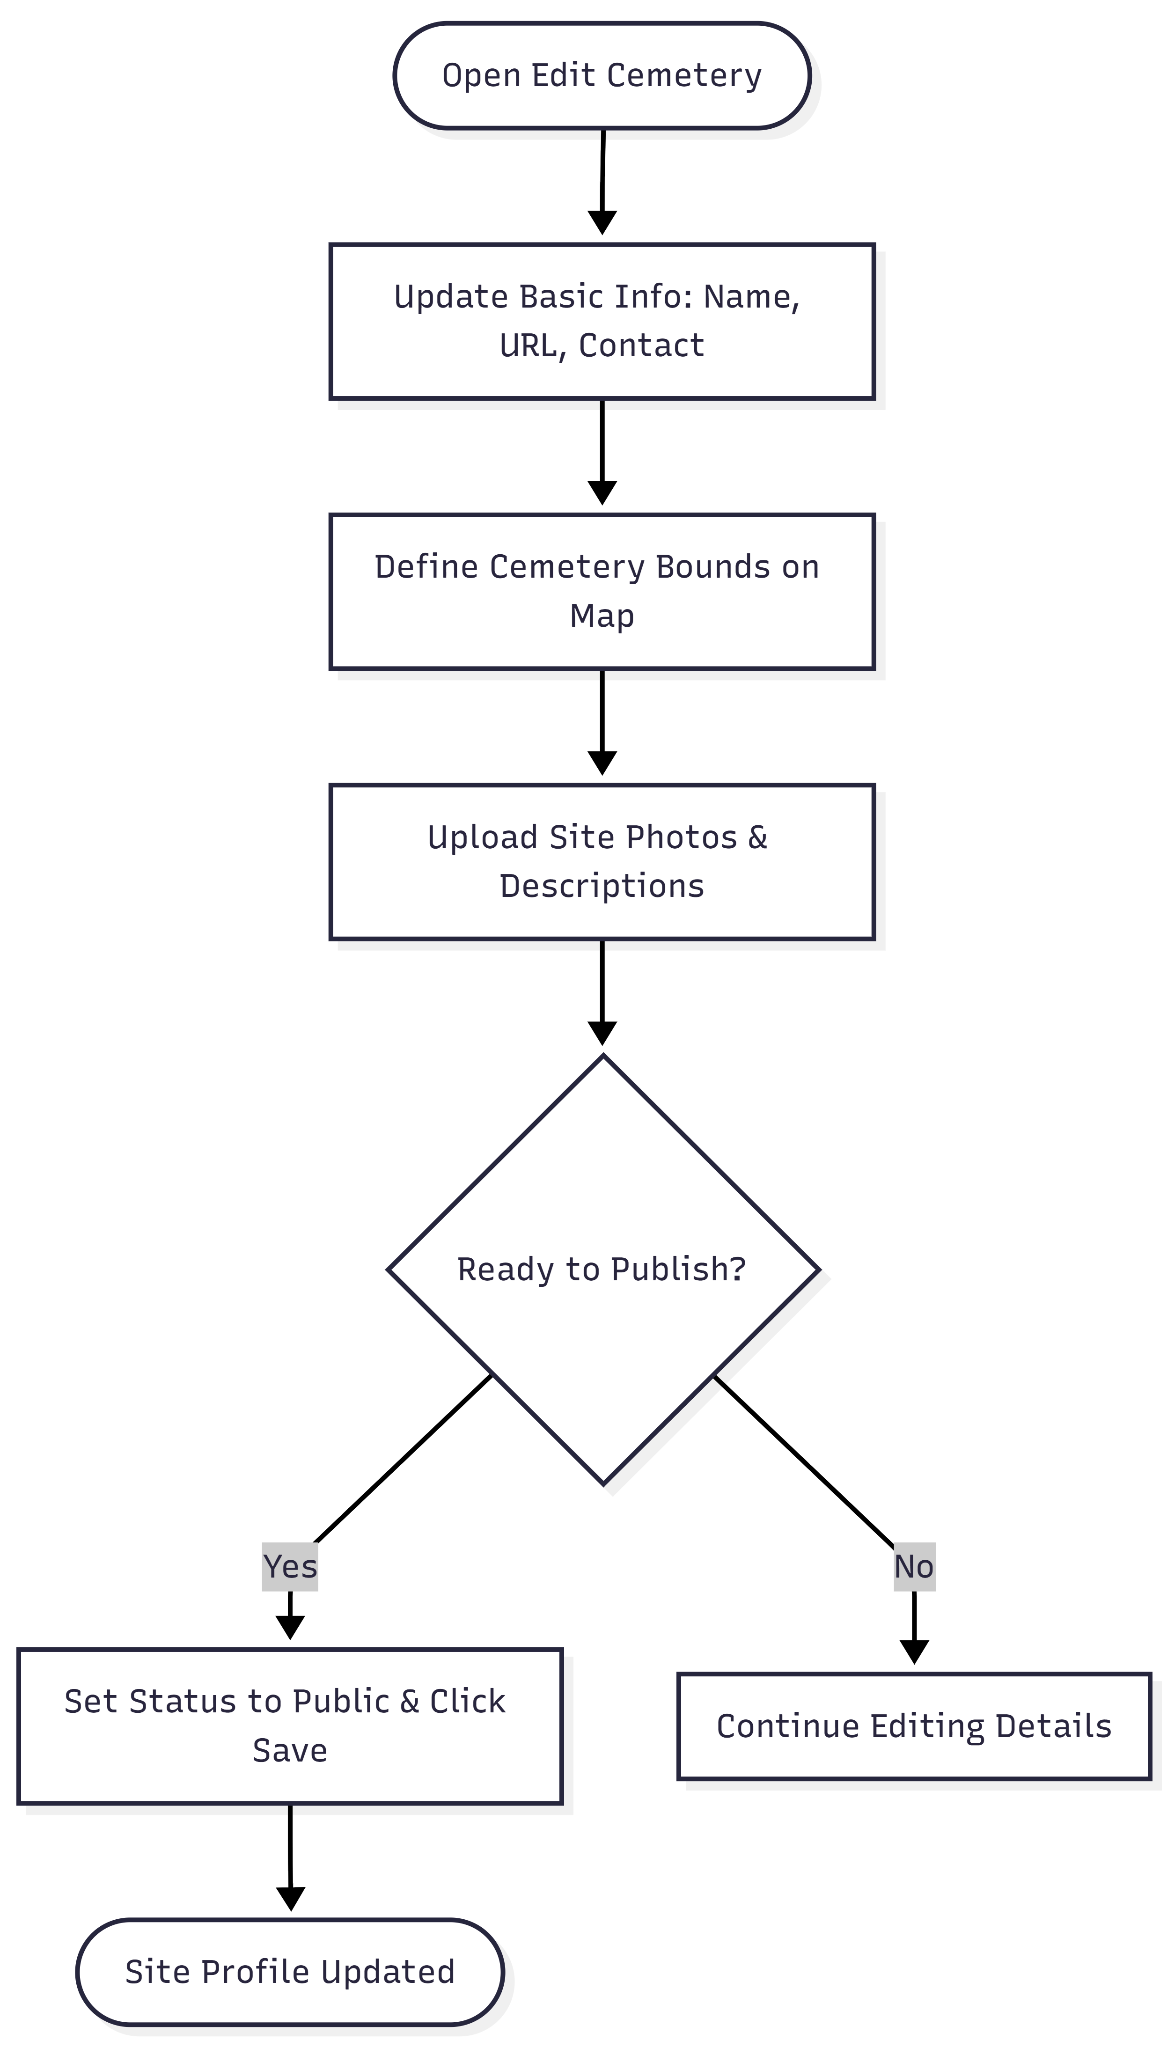 Open Edit Cemetery
Update Basic Info: Name,
URL, Contact
Define Cemetery Bounds on
Map
Upload Site Photos &
Descriptions
Ready to Publish?
Yes
No
Set Status to Public & Click
Save
Continue Editing Details
Site Profile Updated